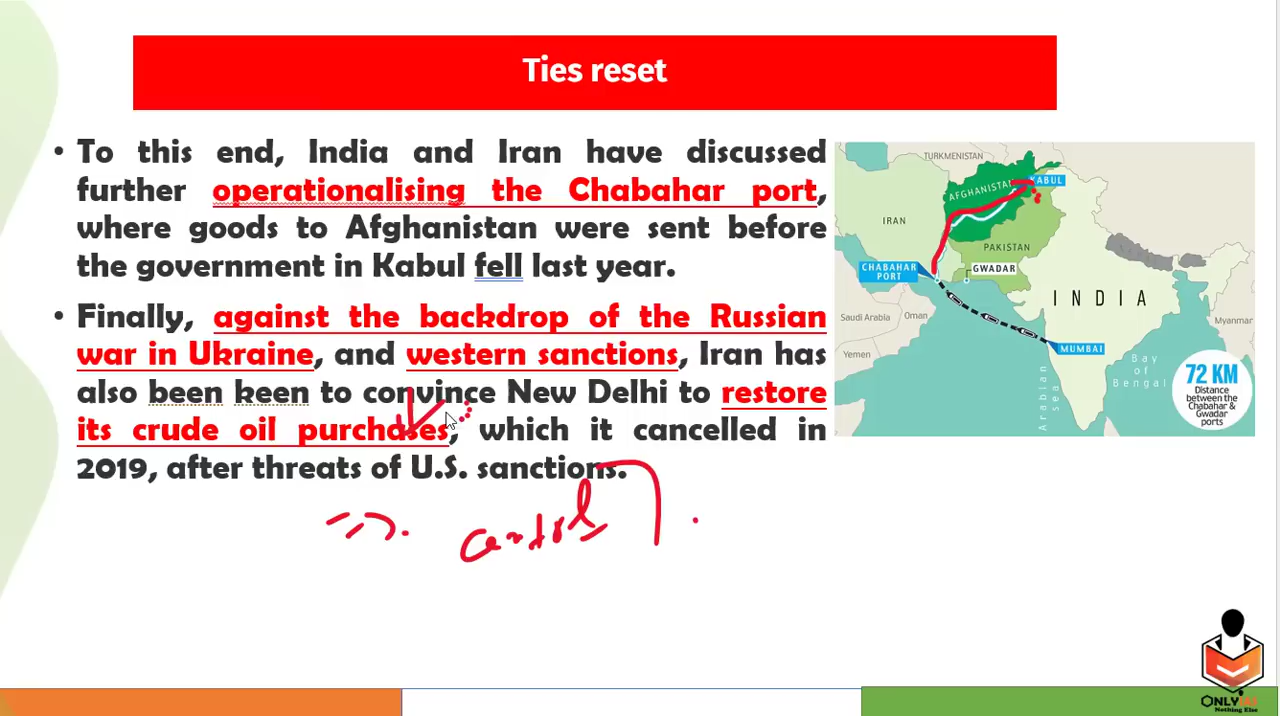 Ties reset
• To this end, India and Iran have discussed
further operationalising the Chabahar port,
where goods to Afghanistan were sent before
the government in Kabul fell last year.
• Finally, against the backdrop of the Russian
war in Ukraine, and western sanctions, Iran has
also been keen to convince New Delhi to restore
its crude oil purchases, which it cancelled in
2019, after threats of U.S. sanctions.
TURKMENISTAN
KABUL
AFGHANISTAN
IRAN
PAKISTAN
CHABAHAR
PORT
GWADAR
INDIA
Saudi Arabia
Oman
Myanmar
Yemen
MUMBAI
Bay
of
Bengal
Arabian
sea
72 KM
Distance
between the
Chabahar &
Gwadar
ports
ONLYIAS
Nothing Else